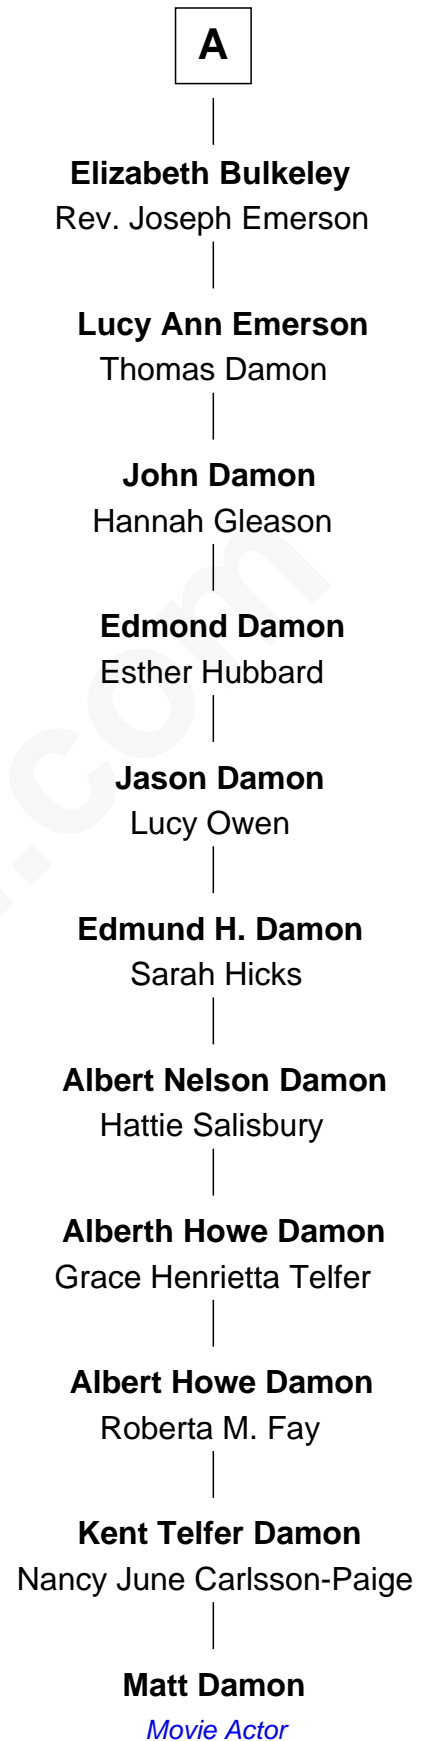 A
Elizabeth Bulkeley
Rev. Joseph Emerson
Lucy Ann Emerson
Thomas Damon
John Damon
Hannah Gleason
Edmond Damon
Esther Hubbard
Jason Damon
Lucy Owen
Edmund H. Damon
Sarah Hicks
Albert Nelson Damon
Hattie Salisbury
Alberth Howe Damon
Grace Henrietta Telfer
Albert Howe Damon
Roberta M. Fay
Kent Telfer Damon
Nancy June Carlsson-Paige
Matt Damon
Movie Actor
.com